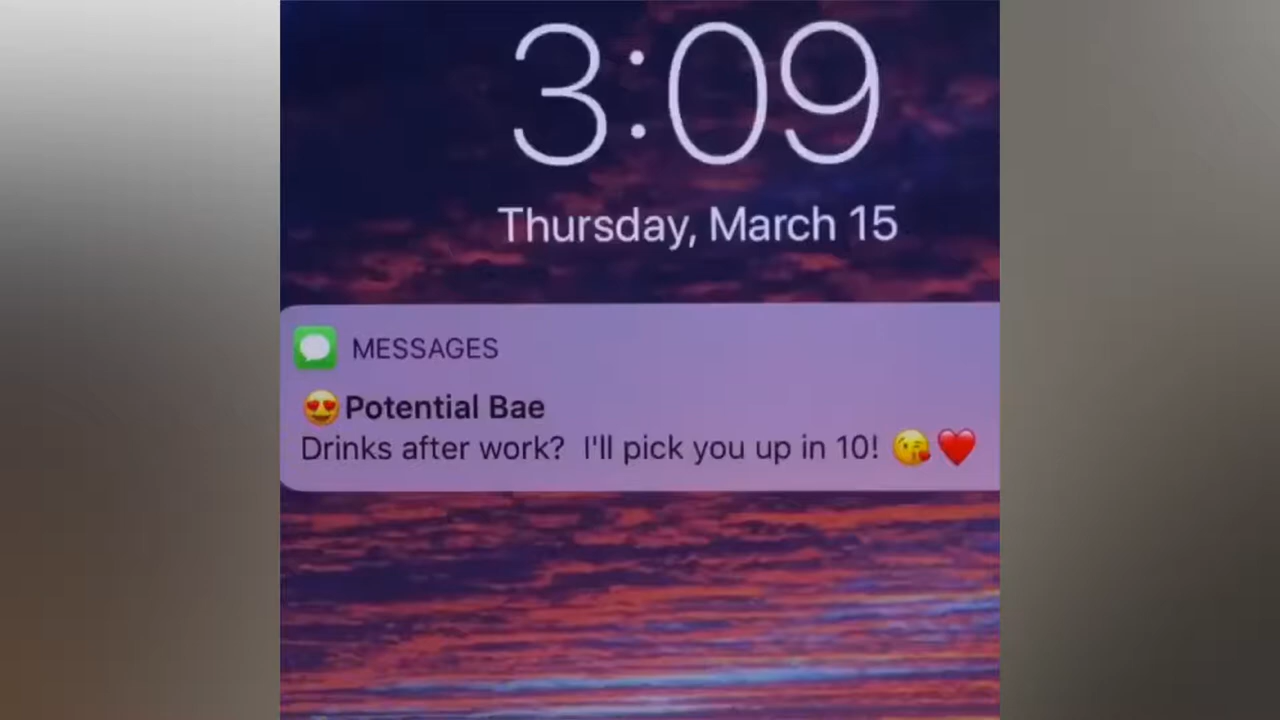 3:09
Thursday, March 15
MESSAGES
😍Potential Bae
Drinks after work?  I'll pick you up in 10! 😘❤️